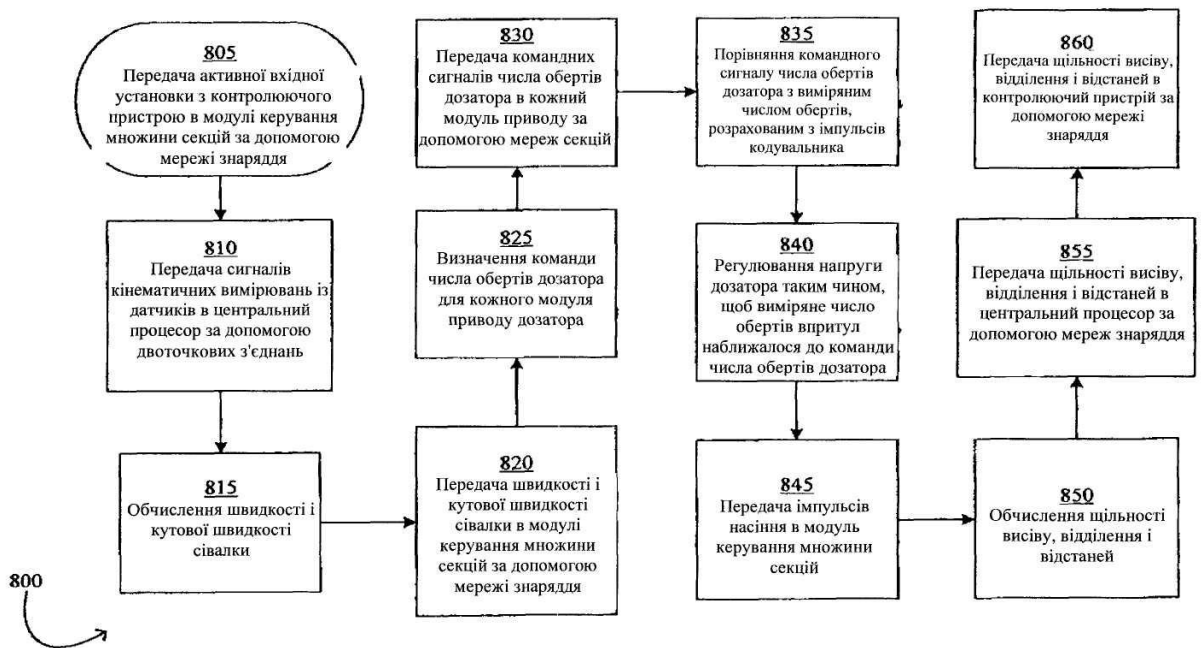 805
Передача активної вхідної
установки з контролюючого
пристрою в модулі керування
множини секцій за допомогою
мережі знаряддя
810
Передача сигналів
кінематичних вимірювань із
датчиків в центральний
процесор за допомогою
двоточкових з'єднань
815
Обчислення швидкості і
кутової швидкості
сівалки
820
Передача швидкості і
кутової швидкості
сівалки в модулі
керування множини
секцій за допомогою
мережі знаряддя
825
Визначення команди
числа обертів дозатора
для кожного модуля
приводу дозатора
830
Передача командних
сигналів числа обертів
дозатора в кожний
модуль приводу за
допомогою мереж секцій
835
Порівняння командного
сигналу числа обертів
дозатора з виміряним
числом обертів,
розрахованим з імпульсів
кодувальника
840
Регулювання напруги
дозатора таким чином,
щоб виміряне число
обертів впритул
наближалося до команди
числа обертів дозатора
845
Передача імпульсів
насіння в модуль
керування множини
секцій
850
Обчислення щільності
висіву, відділення і
відстаней
855
Передача щільності висіву,
відділення і відстаней в
центральний процесор за
допомогою мереж знаряддя
860
Передача щільності висіву,
відділення і відстаней в
контролюючий пристрій за
допомогою мережі
знаряддя
800